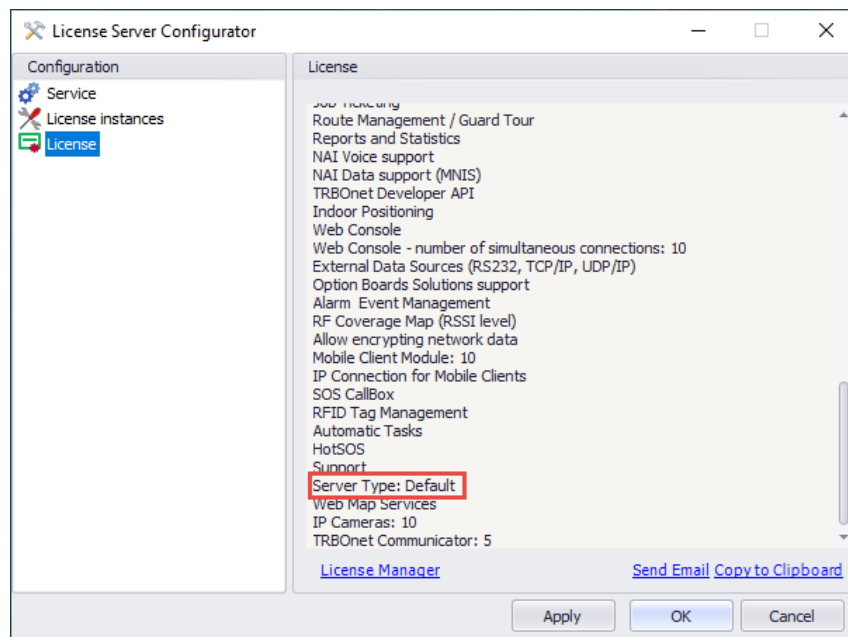 License Server Configurator
Configuration
Service
License instances
License
License
Job Ticketing
Route Management / Guard Tour
Reports and Statistics
NAI Voice support
NAI Data support (MNIS)
TRBOnet Developer API
Indoor Positioning
Web Console
Web Console - number of simultaneous connections: 10
External Data Sources (RS232, TCP/IP, UDP/IP)
Option Boards Solutions support
Alarm  Event Management
RF Coverage Map (RSSI level)
Allow encrypting network data
Mobile Client Module: 10
IP Connection for Mobile Clients
SOS CallBox
RFID Tag Management
Automatic Tasks
HotSOS
Support
Server Type: Default
Web Map Services
IP Cameras: 10
TRBOnet Communicator: 5
License Manager
Send Email Copy to Clipboard
Apply OK Cancel